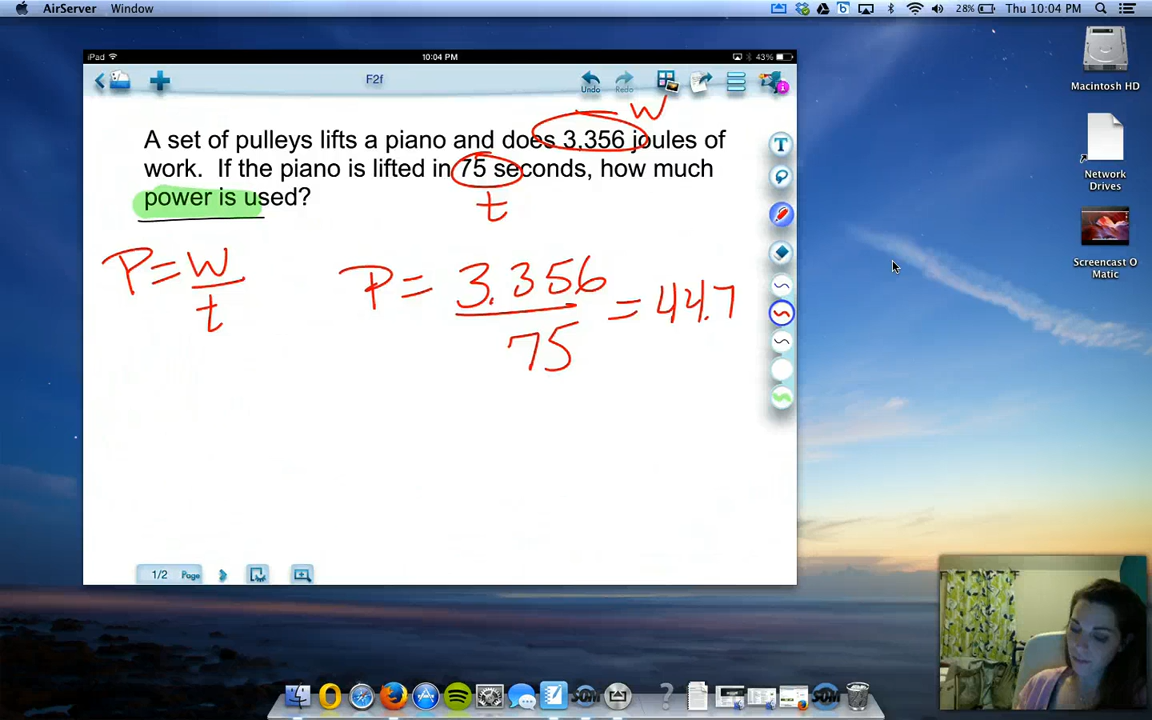 AirServer Window 28% Thu 10:04 PM
iPad 10:04 PM 43%
F2f
Undo Redo
W
A set of pulleys lifts a piano and does 3,356 joules of
work. If the piano is lifted in 75 seconds, how much
power is used?
t
P = W / t
P = 3,356 / 75 = 44.7
1/2 Page
Macintosh HD
Network
Drives
Screencast O
Matic